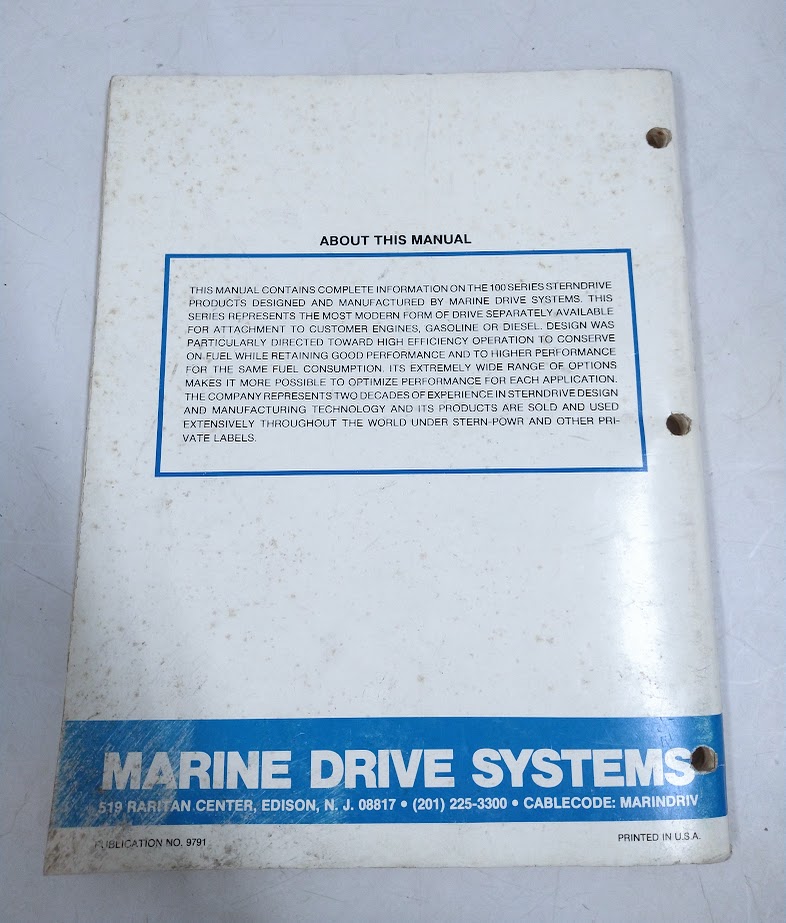 ABOUT THIS MANUAL
THIS MANUAL CONTAINS COMPLETE INFORMATION ON THE 100 SERIES STERNDRIVE
PRODUCTS DESIGNED AND MANUFACTURED BY MARINE DRIVE SYSTEMS. THIS
SERIES REPRESENTS THE MOST MODERN FORM OF DRIVE SEPARATELY AVAILABLE
FOR ATTACHMENT TO CUSTOMER ENGINES, GASOLINE OR DIESEL. DESIGN WAS
PARTICULARLY DIRECTED TOWARD HIGH EFFICIENCY OPERATION TO CONSERVE
ON FUEL WHILE RETAINING GOOD PERFORMANCE AND TO HIGHER PERFORMANCE
FOR THE SAME FUEL CONSUMPTION. ITS EXTREMELY WIDE RANGE OF OPTIONS
MAKES IT MORE POSSIBLE TO OPTIMIZE PERFORMANCE FOR EACH APPLICATION.
THE COMPANY REPRESENTS TWO DECADES OF EXPERIENCE IN STERNDRIVE DESIGN
AND MANUFACTURING TECHNOLOGY AND ITS PRODUCTS ARE SOLD AND USED
EXTENSIVELY THROUGHOUT THE WORLD UNDER STERN-POWR AND OTHER PRI-
VATE LABELS.
MARINE DRIVE SYSTEMS
519 RARITAN CENTER, EDISON, N. J. 08817 • (201) 225-3300 • CABLECODE: MARINDRIV
PUBLICATION NO. 9791
PRINTED IN U.S.A.